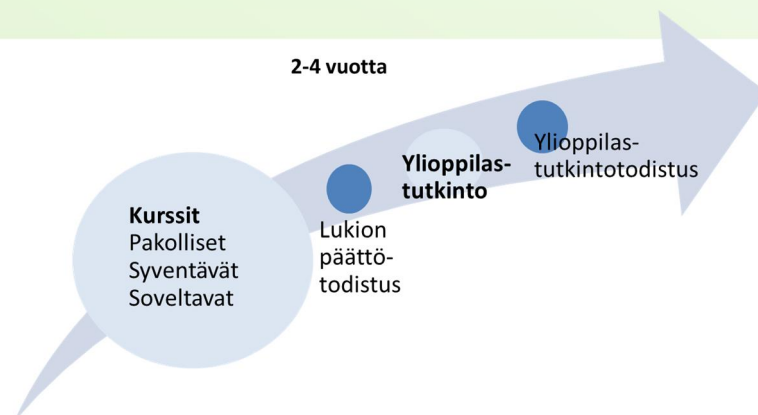 2-4 vuotta
Kurssit
Pakolliset
Syventävät
Soveltavat
Lukion
päättö-
todistus
Ylioppilas-
tutkinto
Ylioppilas-
tutkintotodistus